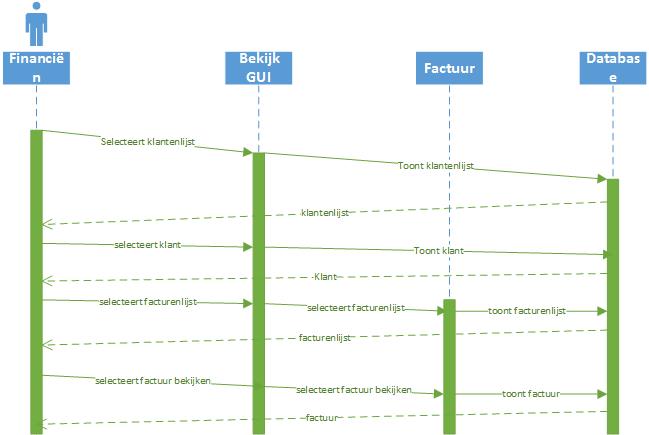 Financië
n
Bekijk
GUI
Factuur
Databas
e
Selecteert klantenlijst
Toont klantenlijst
klantenlijst
selecteert klant
Toont klant
Klant
selecteert facturenlijst
selecteert facturenlijst
toont facturenlijst
facturenlijst
selecteert factuur bekijken
selecteert factuur bekijken
toont factuur
factuur